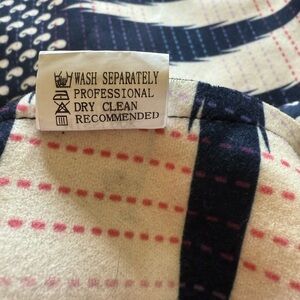 WASH SEPARATELY
PROFESSIONAL
DRY CLEAN
RECOMMENDED